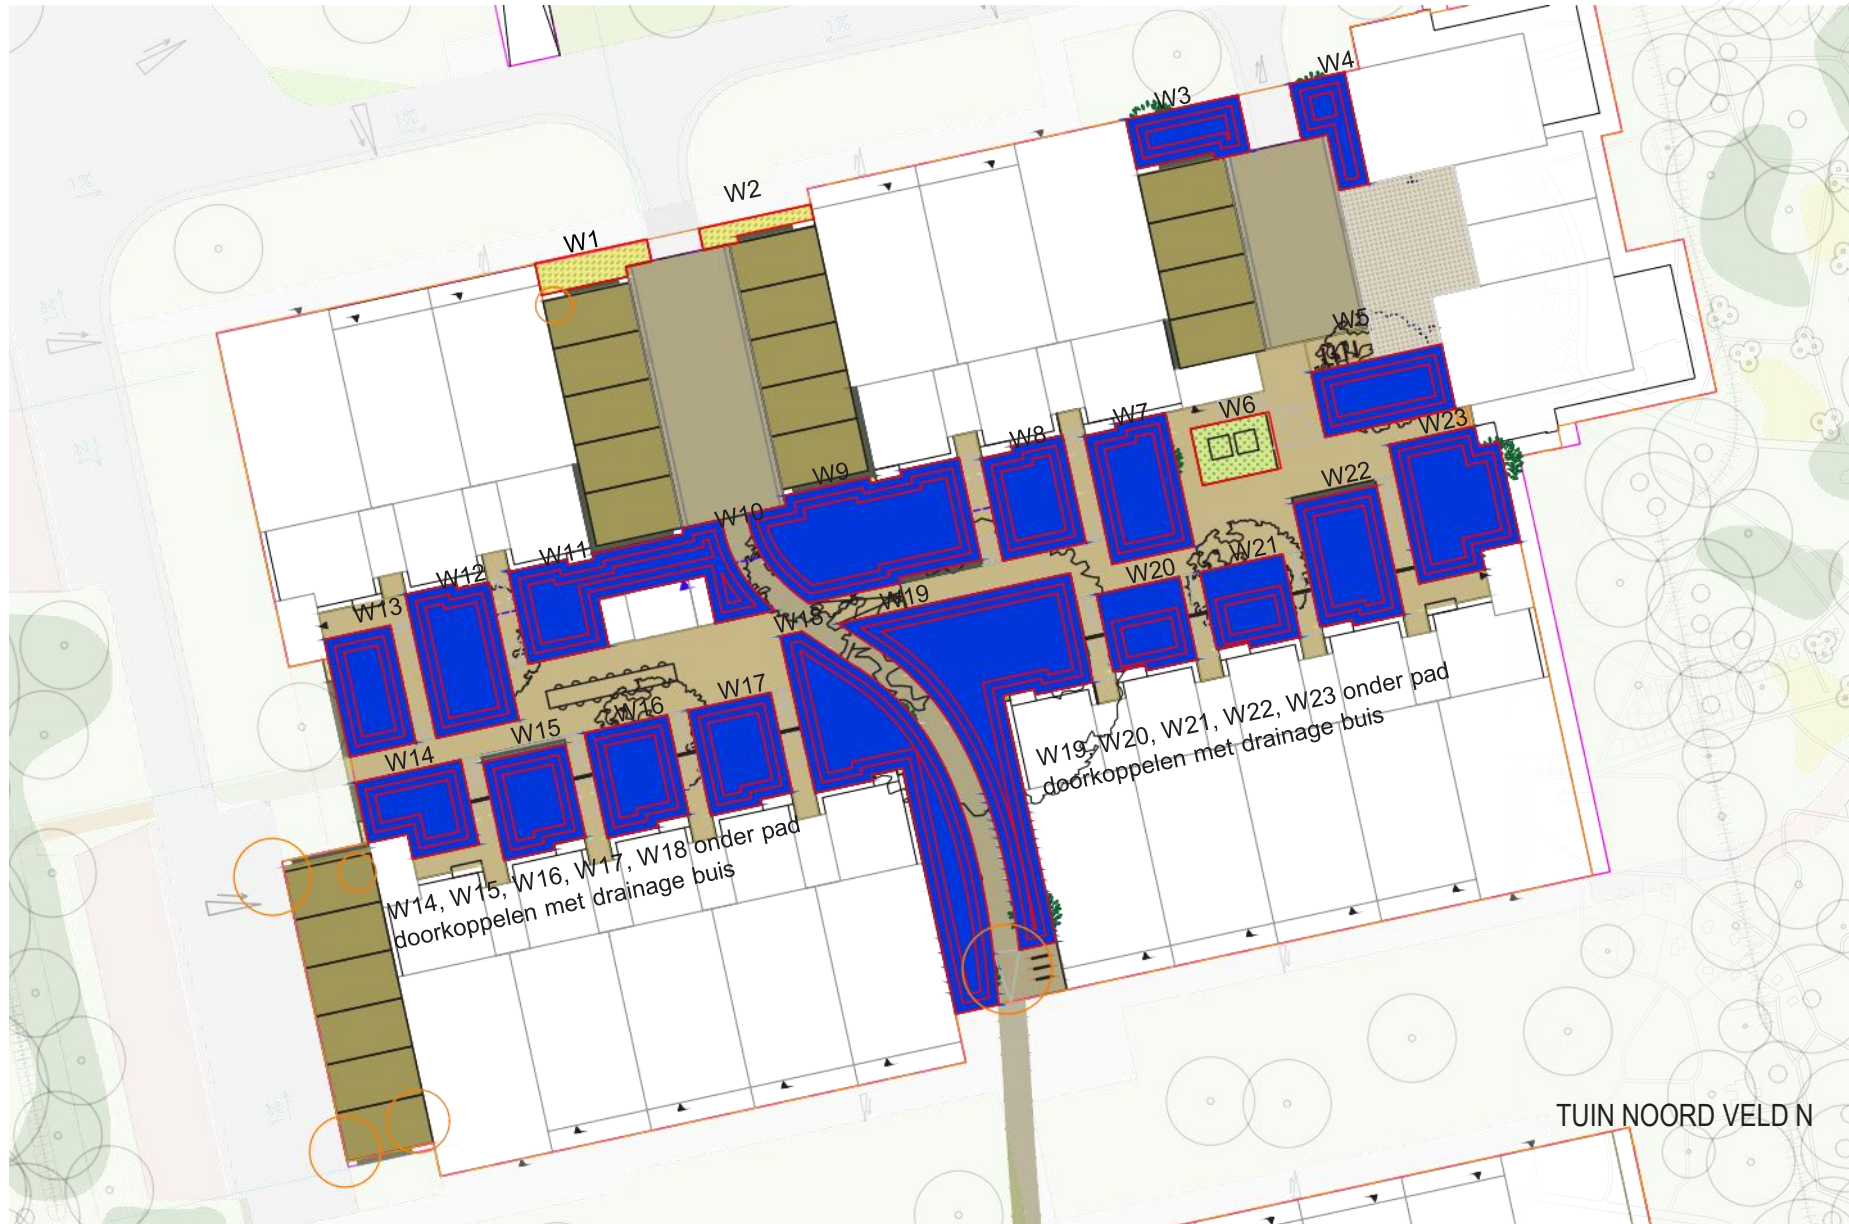 W4
W3
W2
W1
W5
W6
W7
W23
W8
W9
W22
W10
W11
W21
W12
W20
W13
W19
W18
W17
W16
W15
W14
W19, W20, W21, W22, W23 onder pad
doorkoppelen met drainage buis
W14, W15, W16, W17, W18 onder pad
doorkoppelen met drainage buis
TUIN NOORD VELD N